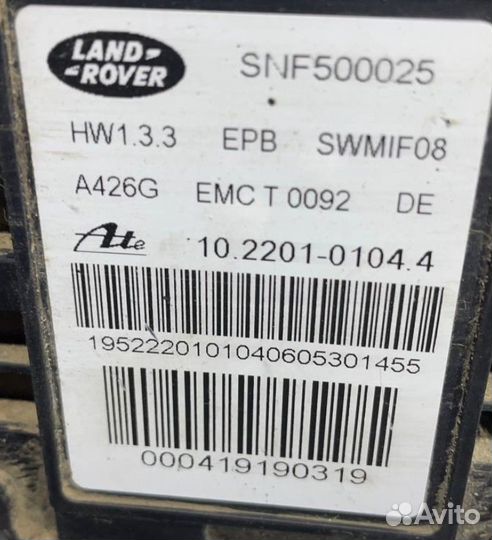 LAND-
-ROVER
SNF500025
HW1.3.3 EPB SWMIF08
A426G EMC T 0092 DE
Ate 10.2201-0104.4
1952220101040605301455
000419190319
Avito